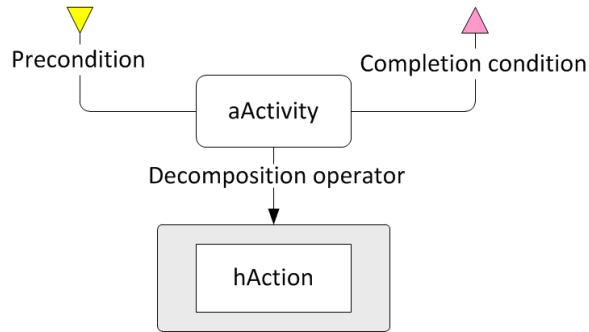 Precondition
Completion condition
aActivity
Decomposition operator
hAction